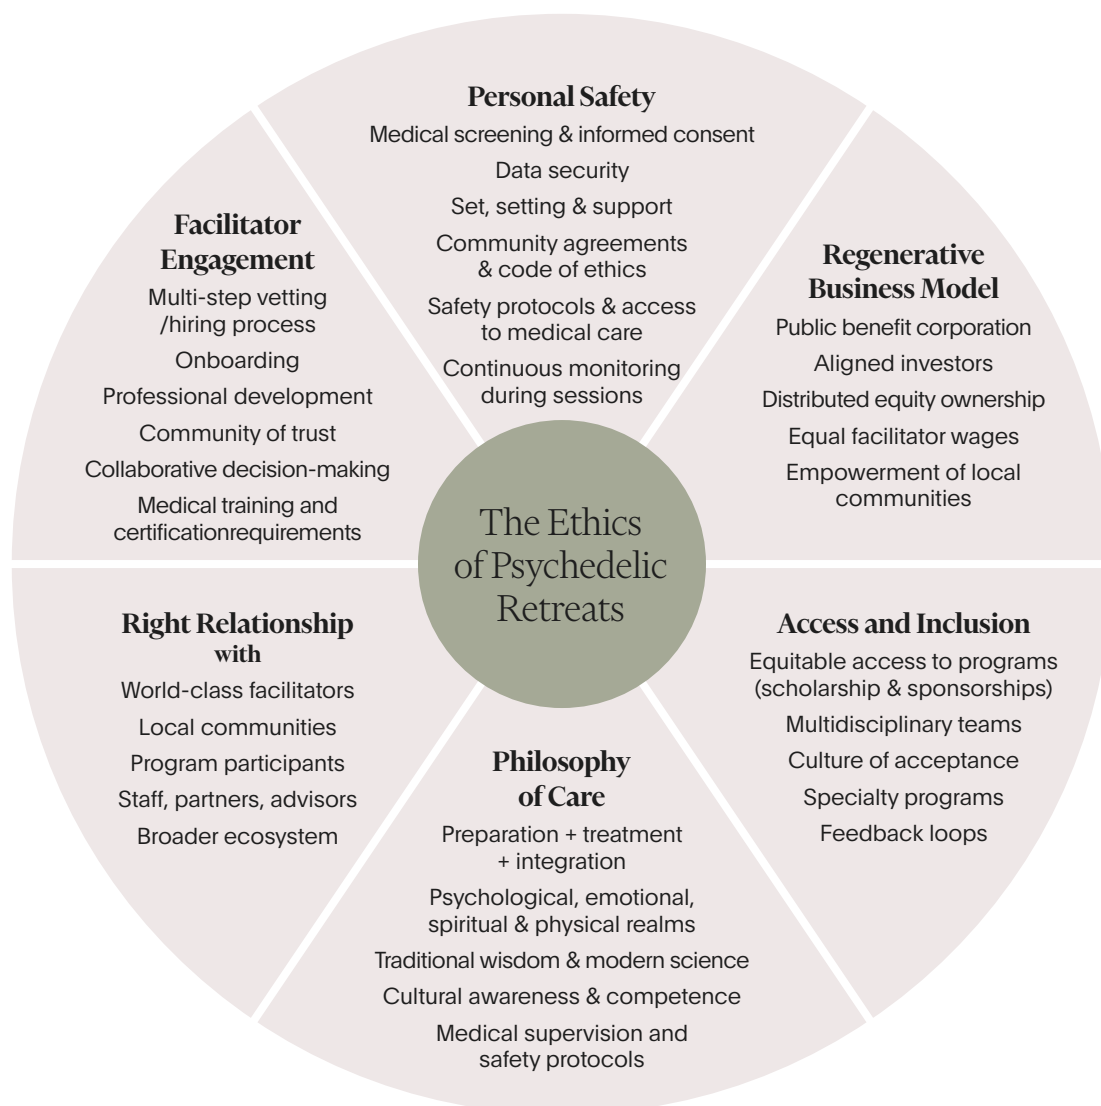 Personal Safety
Medical screening & informed consent
Data security
Set, setting & support
Community agreements
& code of ethics
Safety protocols & access
to medical care
Continuous monitoring
during sessions
Regenerative
Business Model
Public benefit corporation
Aligned investors
Distributed equity ownership
Equal facilitator wages
Empowerment of local
communities
Access and Inclusion
Equitable access to programs
(scholarship & sponsorships)
Multidisciplinary teams
Culture of acceptance
Specialty programs
Feedback loops
Philosophy
of Care
Preparation + treatment
+ integration
Psychological, emotional,
spiritual & physical realms
Traditional wisdom & modern science
Cultural awareness & competence
Medical supervision and
safety protocols
Right Relationship
with
World-class facilitators
Local communities
Program participants
Staff, partners, advisors
Broader ecosystem
Facilitator
Engagement
Multi-step vetting
/hiring process
Onboarding
Professional development
Community of trust
Collaborative decision-making
Medical training and
certificationrequirements
The Ethics
of Psychedelic
Retreats